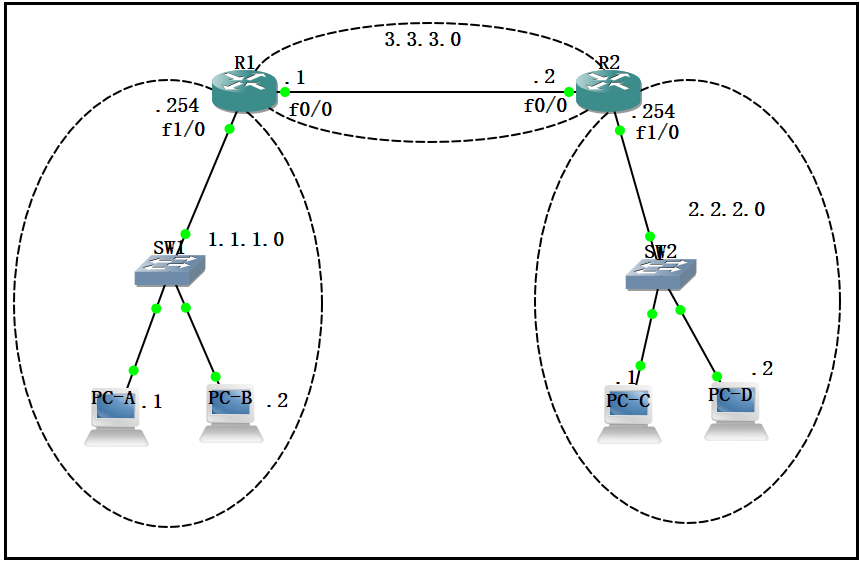 3.3.3.0
R1
.1
.2
R2
.254
f0/0
f0/0
.254
f1/0
f1/0
2.2.2.0
SW1
1.1.1.0
SW2
PC-A
.1
PC-B
.2
.1
PC-C
PC-D
.2